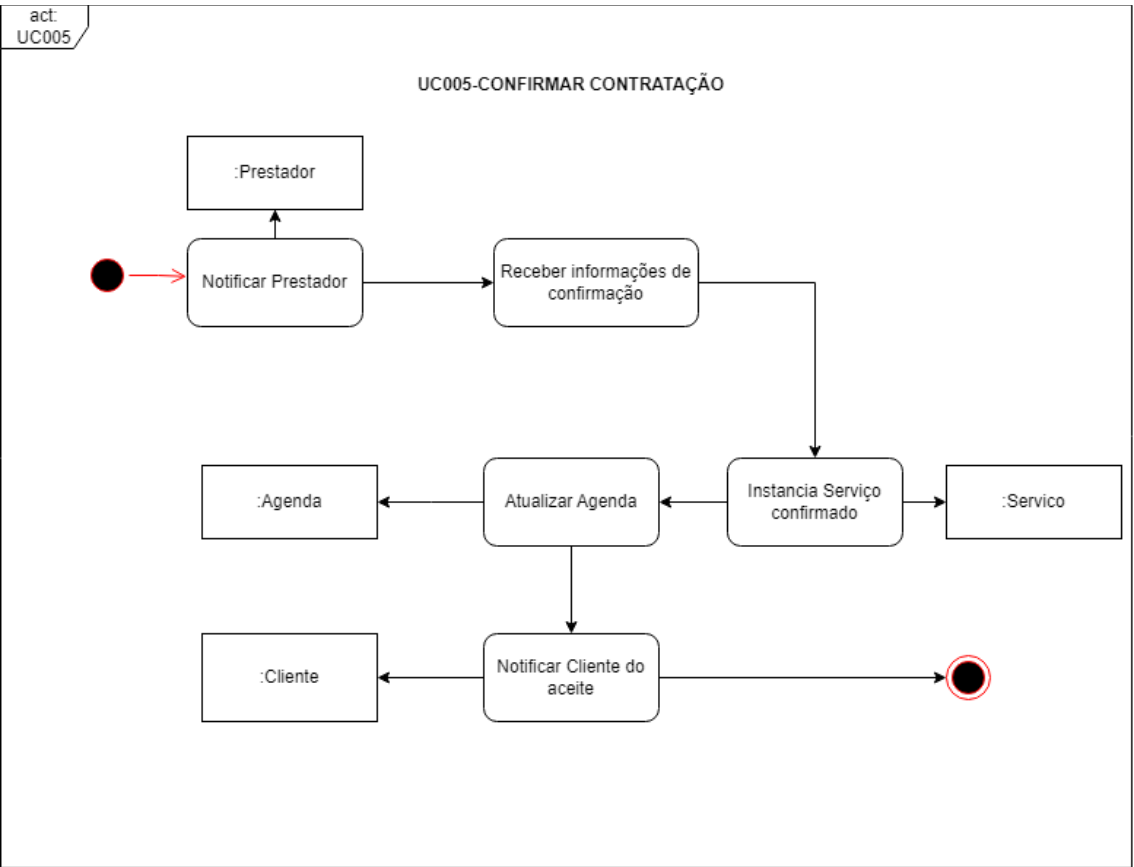 act:
UC005
UC005-CONFIRMAR CONTRATAÇÃO
:Prestador
Notificar Prestador
Receber informações de
confirmação
:Agenda
Atualizar Agenda
Instancia Serviço
confirmado
:Servico
:Cliente
Notificar Cliente do
aceite